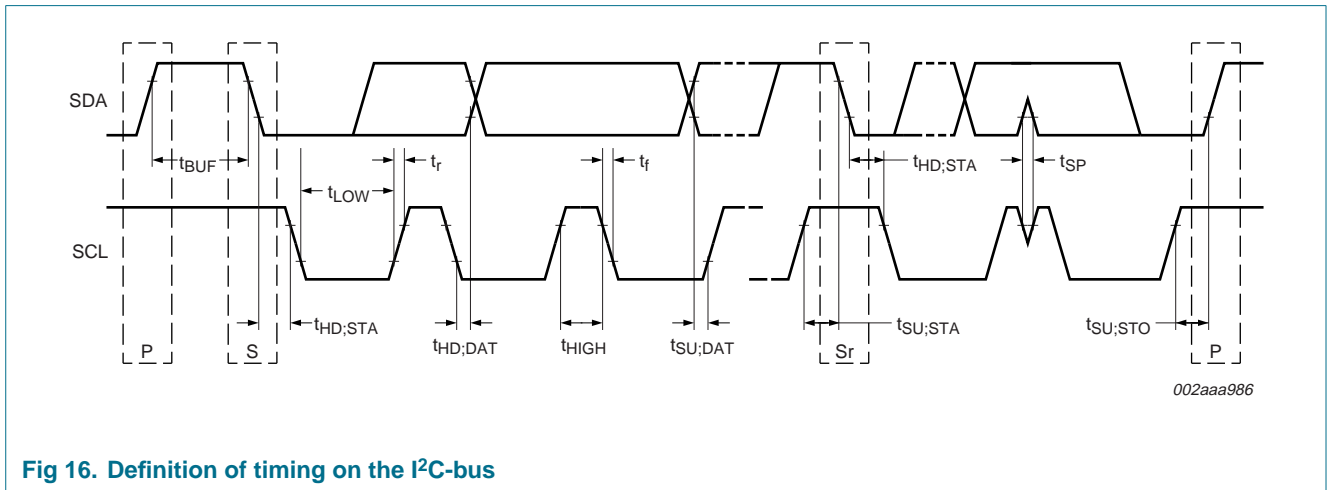 SDA
tBUF
tLOW
tr
tf
tHD;STA
tSP
SCL
tHD;STA
tHD;DAT
tHIGH
tSU;DAT
tSU;STA
tSU;STO
P
S
Sr
P
002aaa986
Fig 16. Definition of timing on the I2C-bus